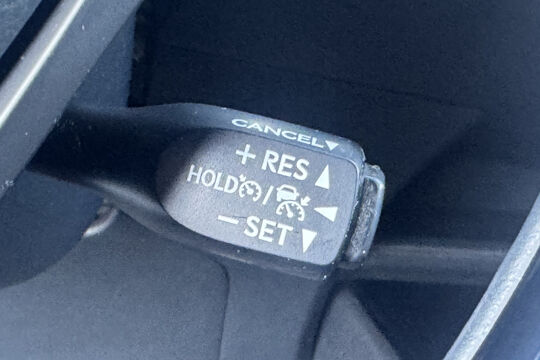 CANCEL▼
+ RES ▲
HOLD / ◀
− SET ▼